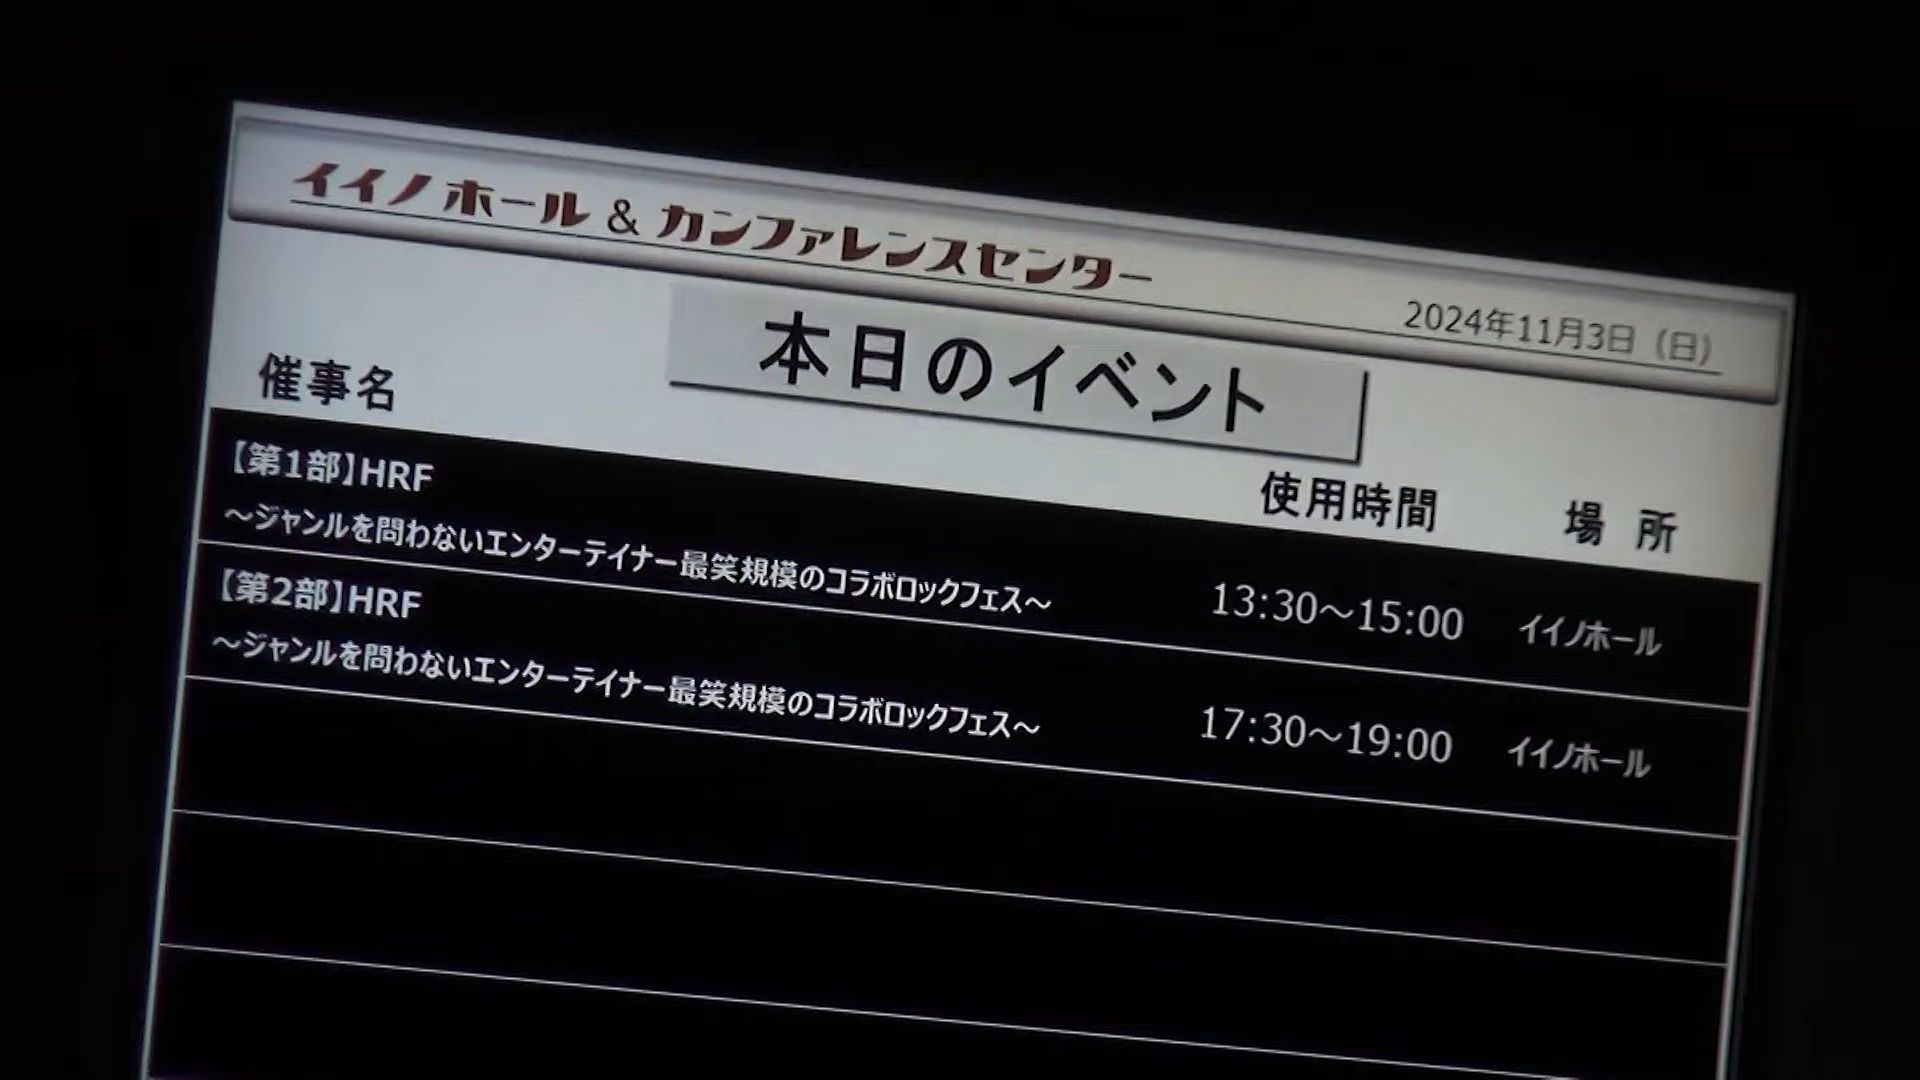 イイノホール & カンファレンスセンター
2024年11月3日（日）
本日のイベント
催事名
使用時間
場 所
【第1部】HRF
～ジャンルを問わないエンターテイナー最笑規模のコラボロックフェス～
13:30～15:00
イイノホール
【第2部】HRF
～ジャンルを問わないエンターテイナー最笑規模のコラボロックフェス～
17:30～19:00
イイノホール